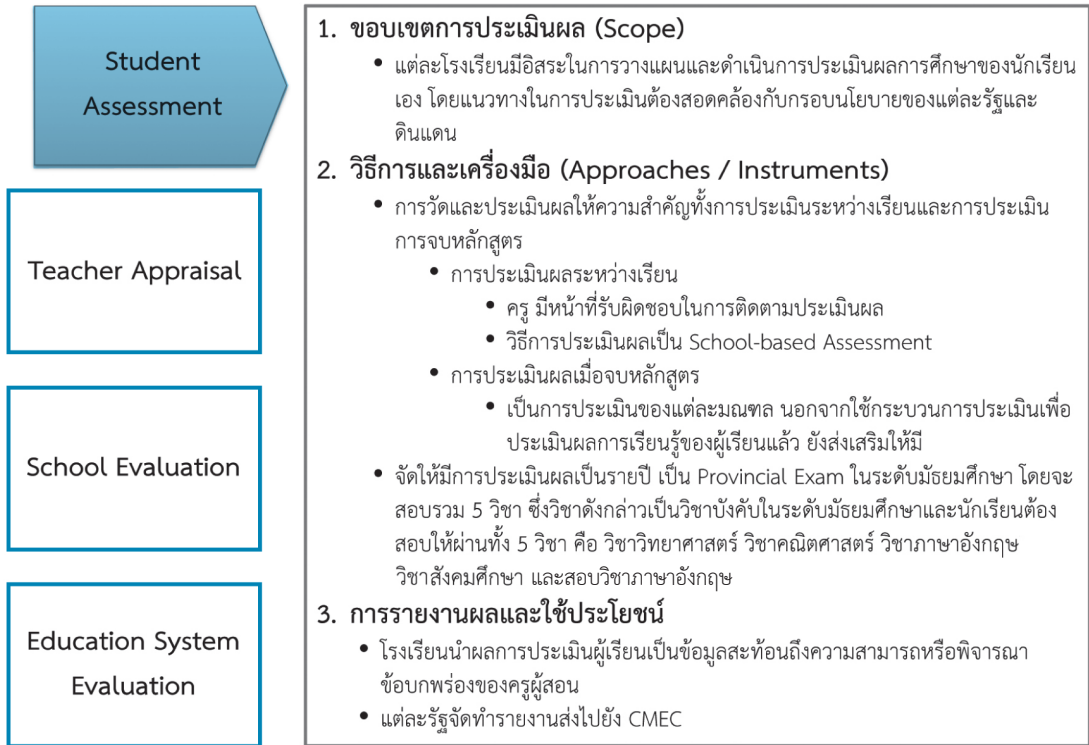 Student
Assessment
Teacher Appraisal
School Evaluation
Education System
Evaluation
1. ขอบเขตการประเมินผล (Scope)
• แต่ละโรงเรียนมีอิสระในการวางแผนและดำเนินการประเมินผลการศึกษาของนักเรียน
เอง โดยแนวทางในการประเมินต้องสอดคล้องกับกรอบนโยบายของแต่ละรัฐและ
ดินแดน
2. วิธีการและเครื่องมือ (Approaches / Instruments)
• การวัดและประเมินผลให้ความสำคัญทั้งการประเมินระหว่างเรียนและการประเมิน
การจบหลักสูตร
• การประเมินผลระหว่างเรียน
• ครู มีหน้าที่รับผิดชอบในการติดตามประเมินผล
• วิธีการประเมินผลเป็น School-based Assessment
• การประเมินผลเมื่อจบหลักสูตร
• เป็นการประเมินของแต่ละมณฑล นอกจากใช้กระบวนการประเมินเพื่อ
ประเมินผลการเรียนรู้ของผู้เรียนแล้ว ยังส่งเสริมให้มี
• จัดให้มีการประเมินผลเป็นรายปี เป็น Provincial Exam ในระดับมัธยมศึกษา โดยจะ
สอบรวม 5 วิชา ซึ่งวิชาดังกล่าวเป็นวิชาบังคับในระดับมัธยมศึกษาและนักเรียนต้อง
สอบให้ผ่านทั้ง 5 วิชา คือ วิชาวิทยาศาสตร์ วิชาคณิตศาสตร์ วิชาภาษาอังกฤษ
วิชาสังคมศึกษา และสอบวิชาภาษาอังกฤษ
3. การรายงานผลและใช้ประโยชน์
• โรงเรียนนำผลการประเมินผู้เรียนเป็นข้อมูลสะท้อนถึงความสามารถหรือพิจารณา
ข้อบกพร่องของครูผู้สอน
• แต่ละรัฐจัดทำรายงานส่งไปยัง CMEC